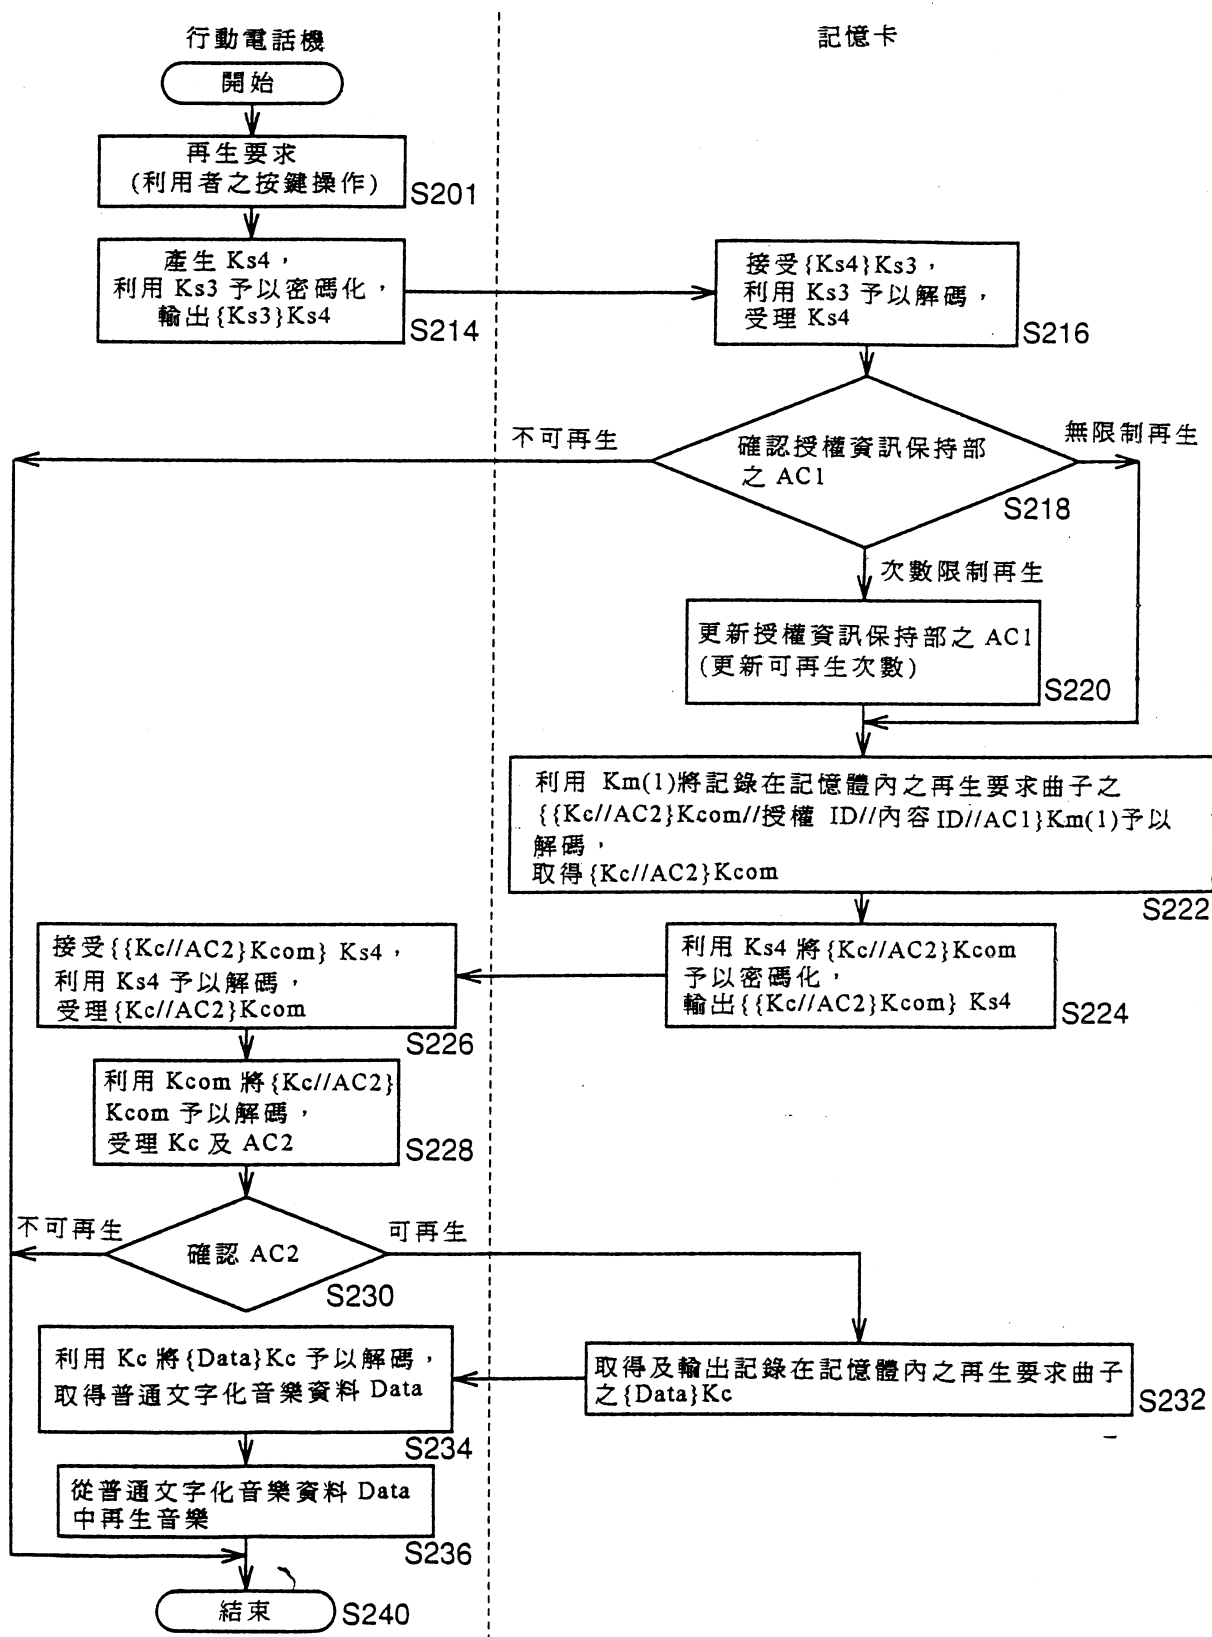 行動電話機
記憶卡
開始
再生要求
(利用者之按鍵操作)
S201
產生 Ks4，
利用 Ks3 予以密碼化，
輸出{Ks3}Ks4
S214
接受{Ks4}Ks3，
利用 Ks3 予以解碼，
受理 Ks4
S216
不可再生
確認授權資訊保持部
之 AC1
無限制再生
S218
次數限制再生
更新授權資訊保持部之 AC1
(更新可再生次數)
S220
利用 Km(1)將記錄在記憶體內之再生要求曲子之
{{Kc//AC2}Kcom//授權 ID//內容 ID//AC1}Km(1)予以
解碼，
取得{Kc//AC2}Kcom
S222
利用 Ks4 將{Kc//AC2}Kcom
予以密碼化，
輸出{{Kc//AC2}Kcom} Ks4
S224
接受{{Kc//AC2}Kcom} Ks4，
利用 Ks4 予以解碼，
受理{Kc//AC2}Kcom
S226
利用 Kcom 將{Kc//AC2}
Kcom 予以解碼，
受理 Kc 及 AC2
S228
不可再生
確認 AC2
可再生
S230
取得及輸出記錄在記憶體內之再生要求曲子
之{Data}Kc
S232
利用 Kc 將{Data}Kc 予以解碼，
取得普通文字化音樂資料 Data
S234
從普通文字化音樂資料 Data
中再生音樂
S236
結束
S240